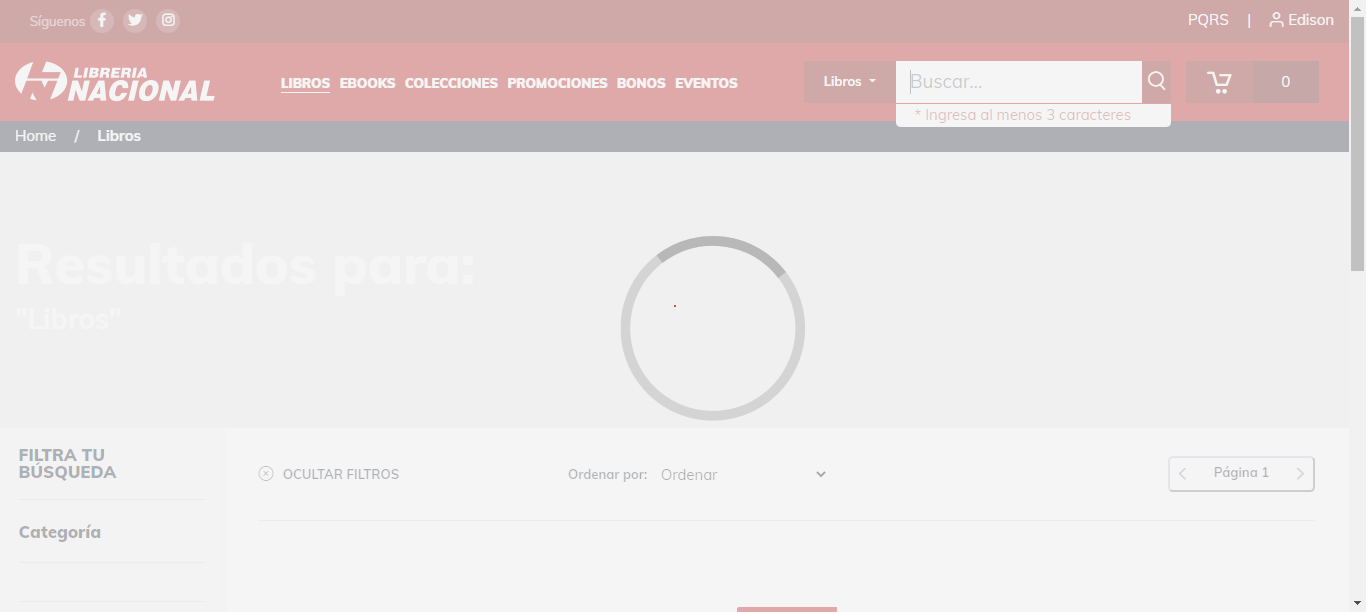 Síguenos
PQRS | Edison
LIBRERIA
NACIONAL
LIBROS EBOOKS COLECCIONES PROMOCIONES BONOS EVENTOS
Libros
Buscar...
0
* Ingresa al menos 3 caracteres
Home / Libros
Resultados para:
"Libros"
FILTRA TU
BÚSQUEDA
OCULTAR FILTROS
Ordenar por: Ordenar
Página 1
Categoría